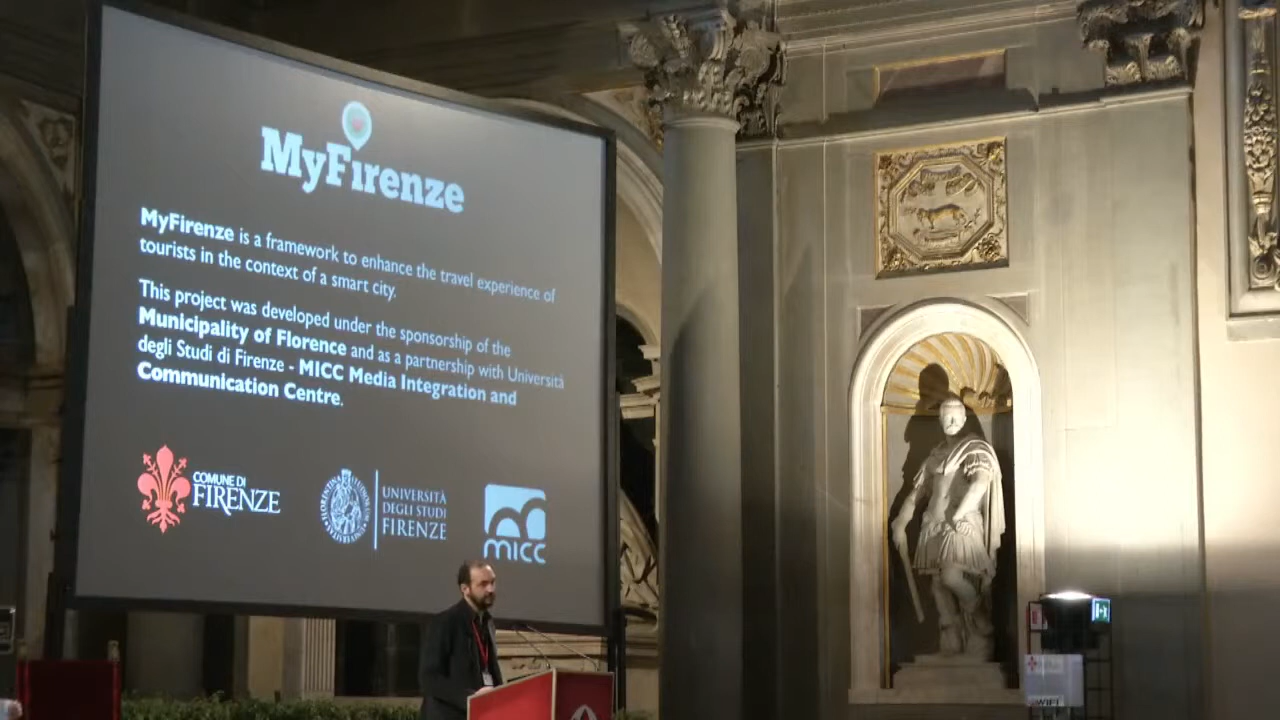 MyFirenze
MyFirenze is a framework to enhance the travel experience of
tourists in the context of a smart city.
This project was developed under the sponsorship of the
Municipality of Florence and as a partnership with Università
degli Studi di Firenze - MICC Media Integration and
Communication Centre.
COMUNE DI
FIRENZE
UNIVERSITÀ
DEGLI STUDI
FIRENZE
micc
WIFI